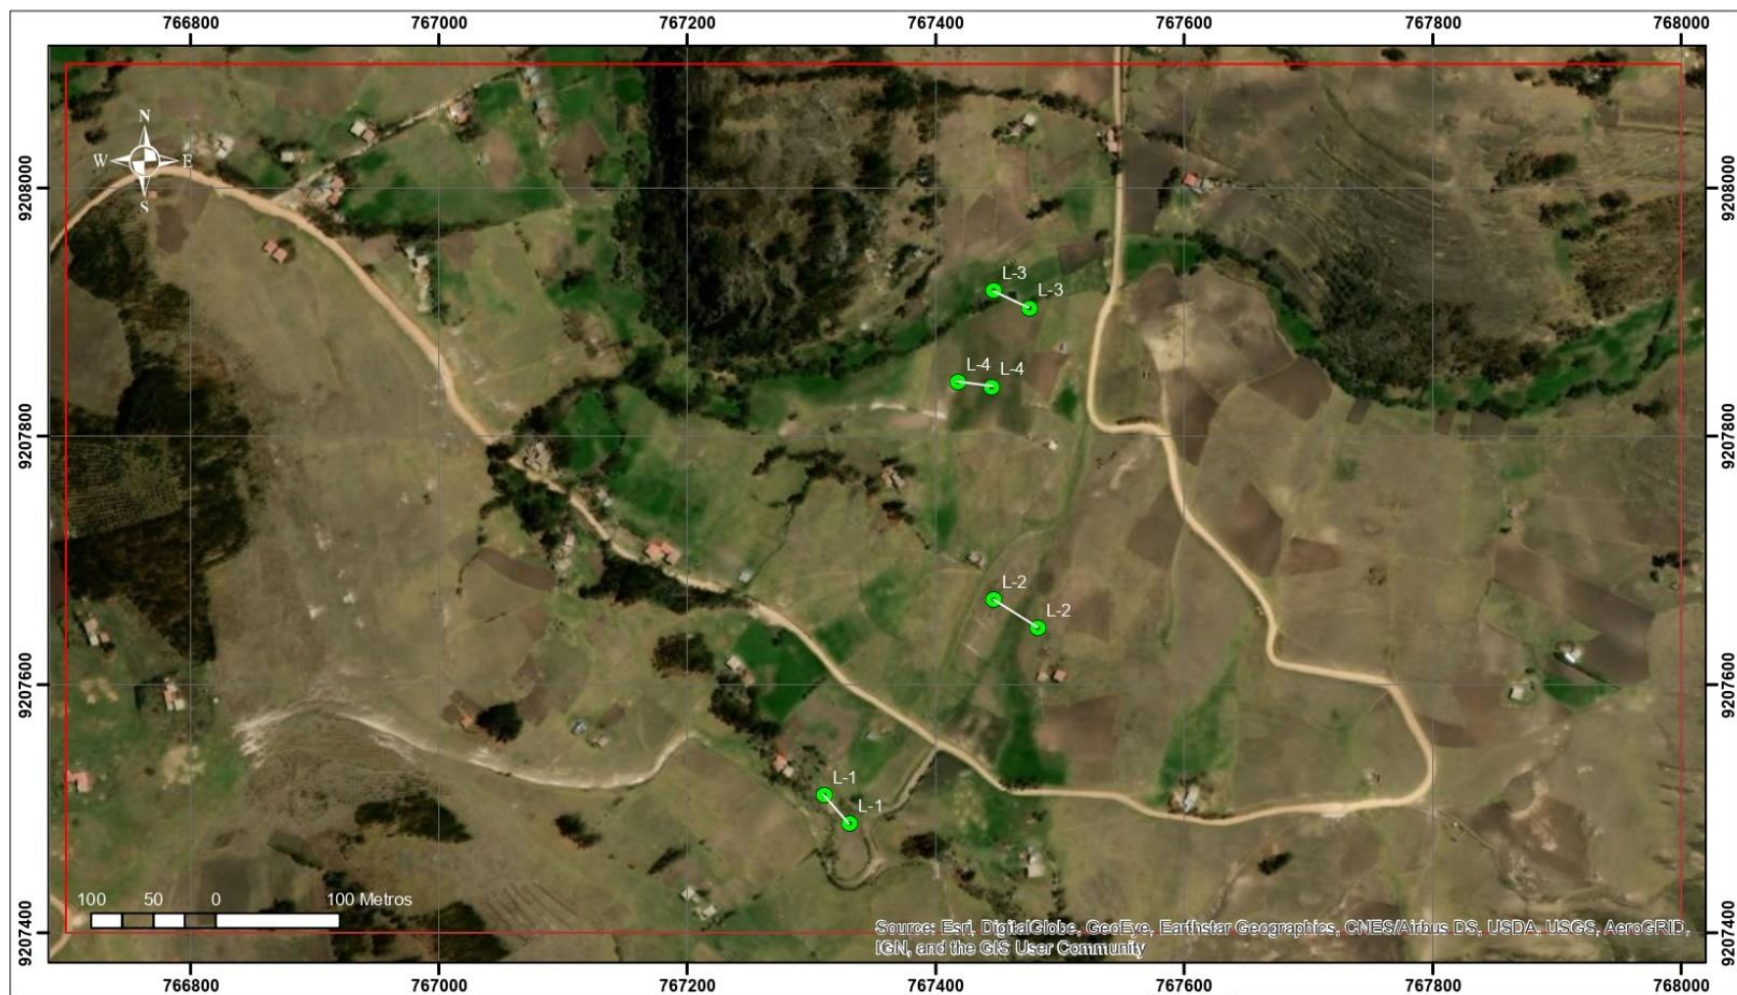 766800 767000 767200 767400 767600 767800 768000
N
W E
S
9208000 9208000
L-3
L-3
L-4
L-4
9207800 9207800
L-2
L-2
9207600 9207600
L-1
L-1
100 50 0 100 Metros
Source: Esri, DigitalGlobe, GeoEye, Earthstar Geographics, CNES/Airbus DS, USDA, USGS, AeroGRID,
IGN, and the GIS User Community
9207400 9207400
766800 767000 767200 767400 767600 767800 768000